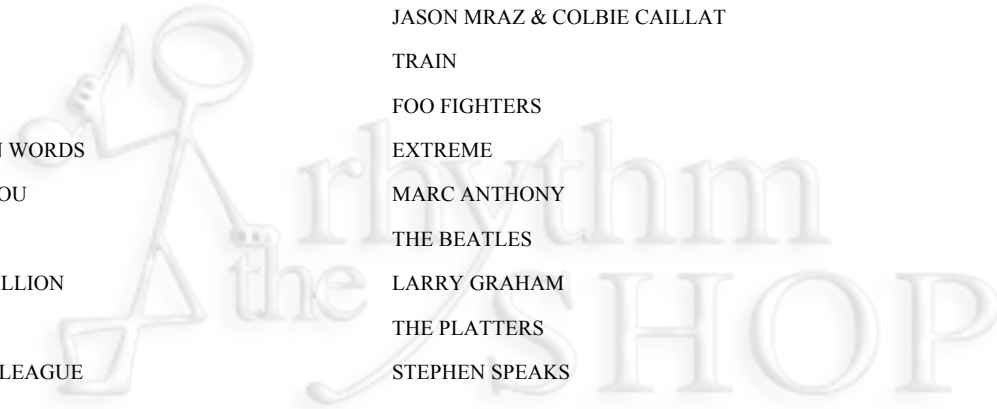 JASON MRAZ & COLBIE CAILLAT
TRAIN
FOO FIGHTERS
WORDS EXTREME
OU MARC ANTHONY
THE BEATLES
LLION LARRY GRAHAM
THE PLATTERS
LEAGUE STEPHEN SPEAKS
the rhythm SHOP